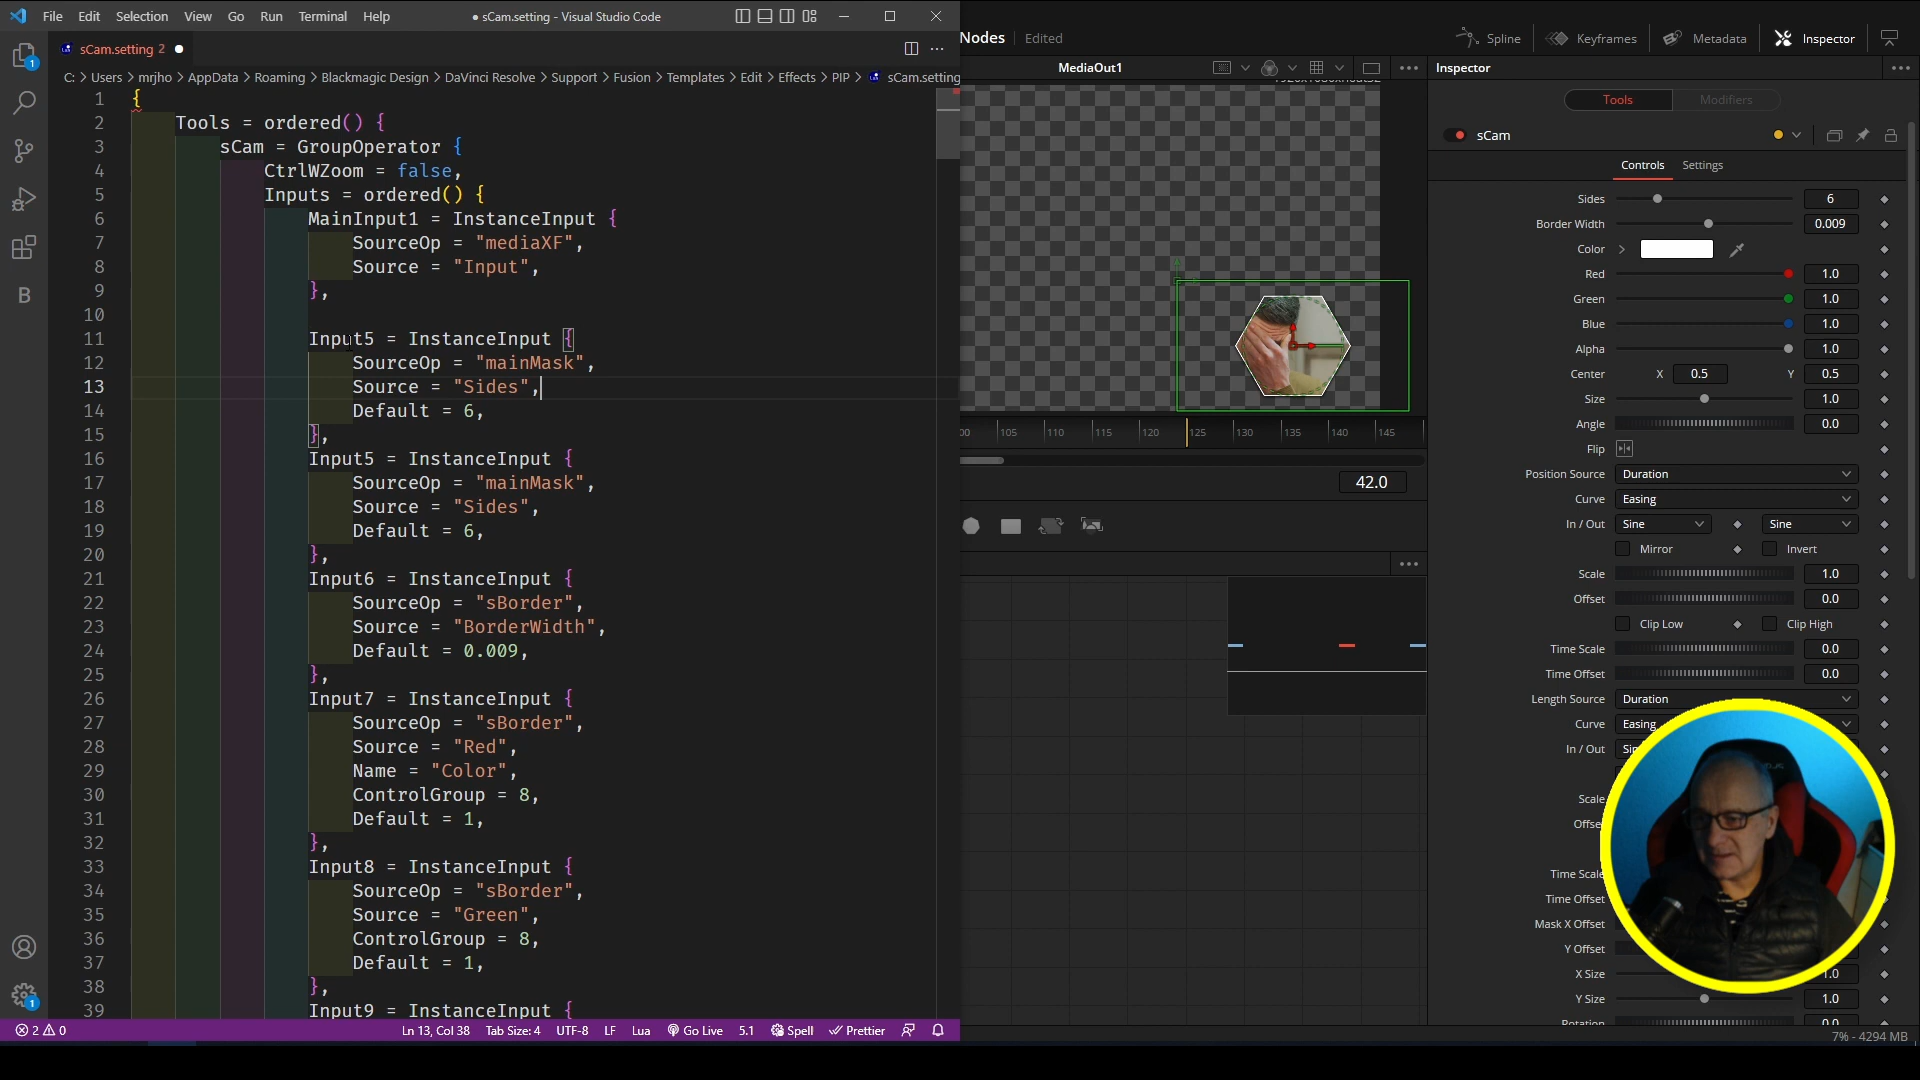 File Edit Selection View Go Run Terminal Help
● sCam.setting - Visual Studio Code
sCam.setting 2
C: > Users > mrjho > AppData > Roaming > Blackmagic Design > DaVinci Resolve > Support > Fusion > Templates > Edit > Effects > PIP > sCam.setting
1 {
2 Tools = ordered() {
3 sCam = GroupOperator {
4 CtrlWZoom = false,
5 Inputs = ordered() {
6 MainInput1 = InstanceInput {
7 SourceOp = "mediaXF",
8 Source = "Input",
9 },
10
11 Input5 = InstanceInput {
12 SourceOp = "mainMask",
13 Source = "Sides",
14 Default = 6,
15 },
16 Input5 = InstanceInput {
17 SourceOp = "mainMask",
18 Source = "Sides",
19 Default = 6,
20 },
21 Input6 = InstanceInput {
22 SourceOp = "sBorder",
23 Source = "BorderWidth",
24 Default = 0.009,
25 },
26 Input7 = InstanceInput {
27 SourceOp = "sBorder",
28 Source = "Red",
29 Name = "Color",
30 ControlGroup = 8,
31 Default = 1,
32 },
33 Input8 = InstanceInput {
34 SourceOp = "sBorder",
35 Source = "Green",
36 ControlGroup = 8,
37 Default = 1,
38 },
39 Input9 = InstanceInput {
2 0 Ln 13, Col 38 Tab Size: 4 UTF-8 LF Lua Go Live 5.1 Spell Prettier
Nodes Edited
Spline Keyframes Metadata Inspector
MediaOut1
105 110 115 120 125 130 135 140 145
42.0
Inspector
Tools Modifiers
sCam
Controls Settings
Sides 6
Border Width 0.009
Color
Red 1.0
Green 1.0
Blue 1.0
Alpha 1.0
Center X 0.5 Y 0.5
Size 1.0
Angle 0.0
Flip
Position Source Duration
Curve Easing
In / Out Sine Sine
Mirror Invert
Scale 1.0
Offset 0.0
Clip Low Clip High
Time Scale 0.0
Time Offset 0.0
Length Source Duration
Curve Easing
In / Out
Scale
Time Offset
Mask X Offset
Y Offset
X Size 1.0
Y Size 1.0
Rotation 0.0
7% - 4294 MB